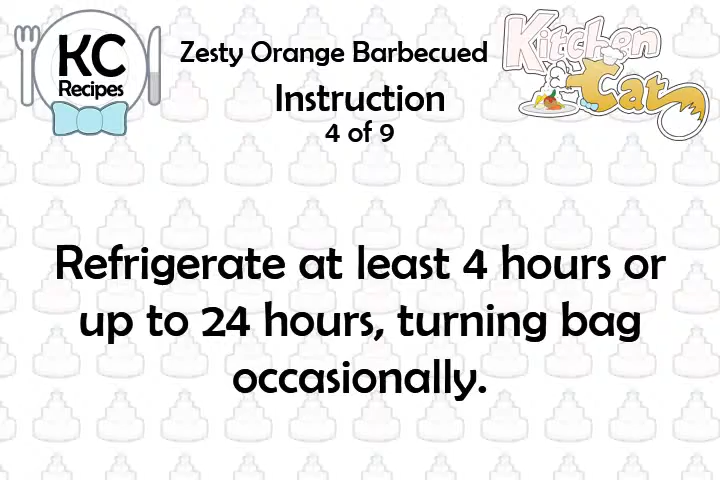 KC
Recipes
Zesty Orange Barbecued
Instruction
4 of 9
Kitchen
Cat
Refrigerate at least 4 hours or
up to 24 hours, turning bag
occasionally.